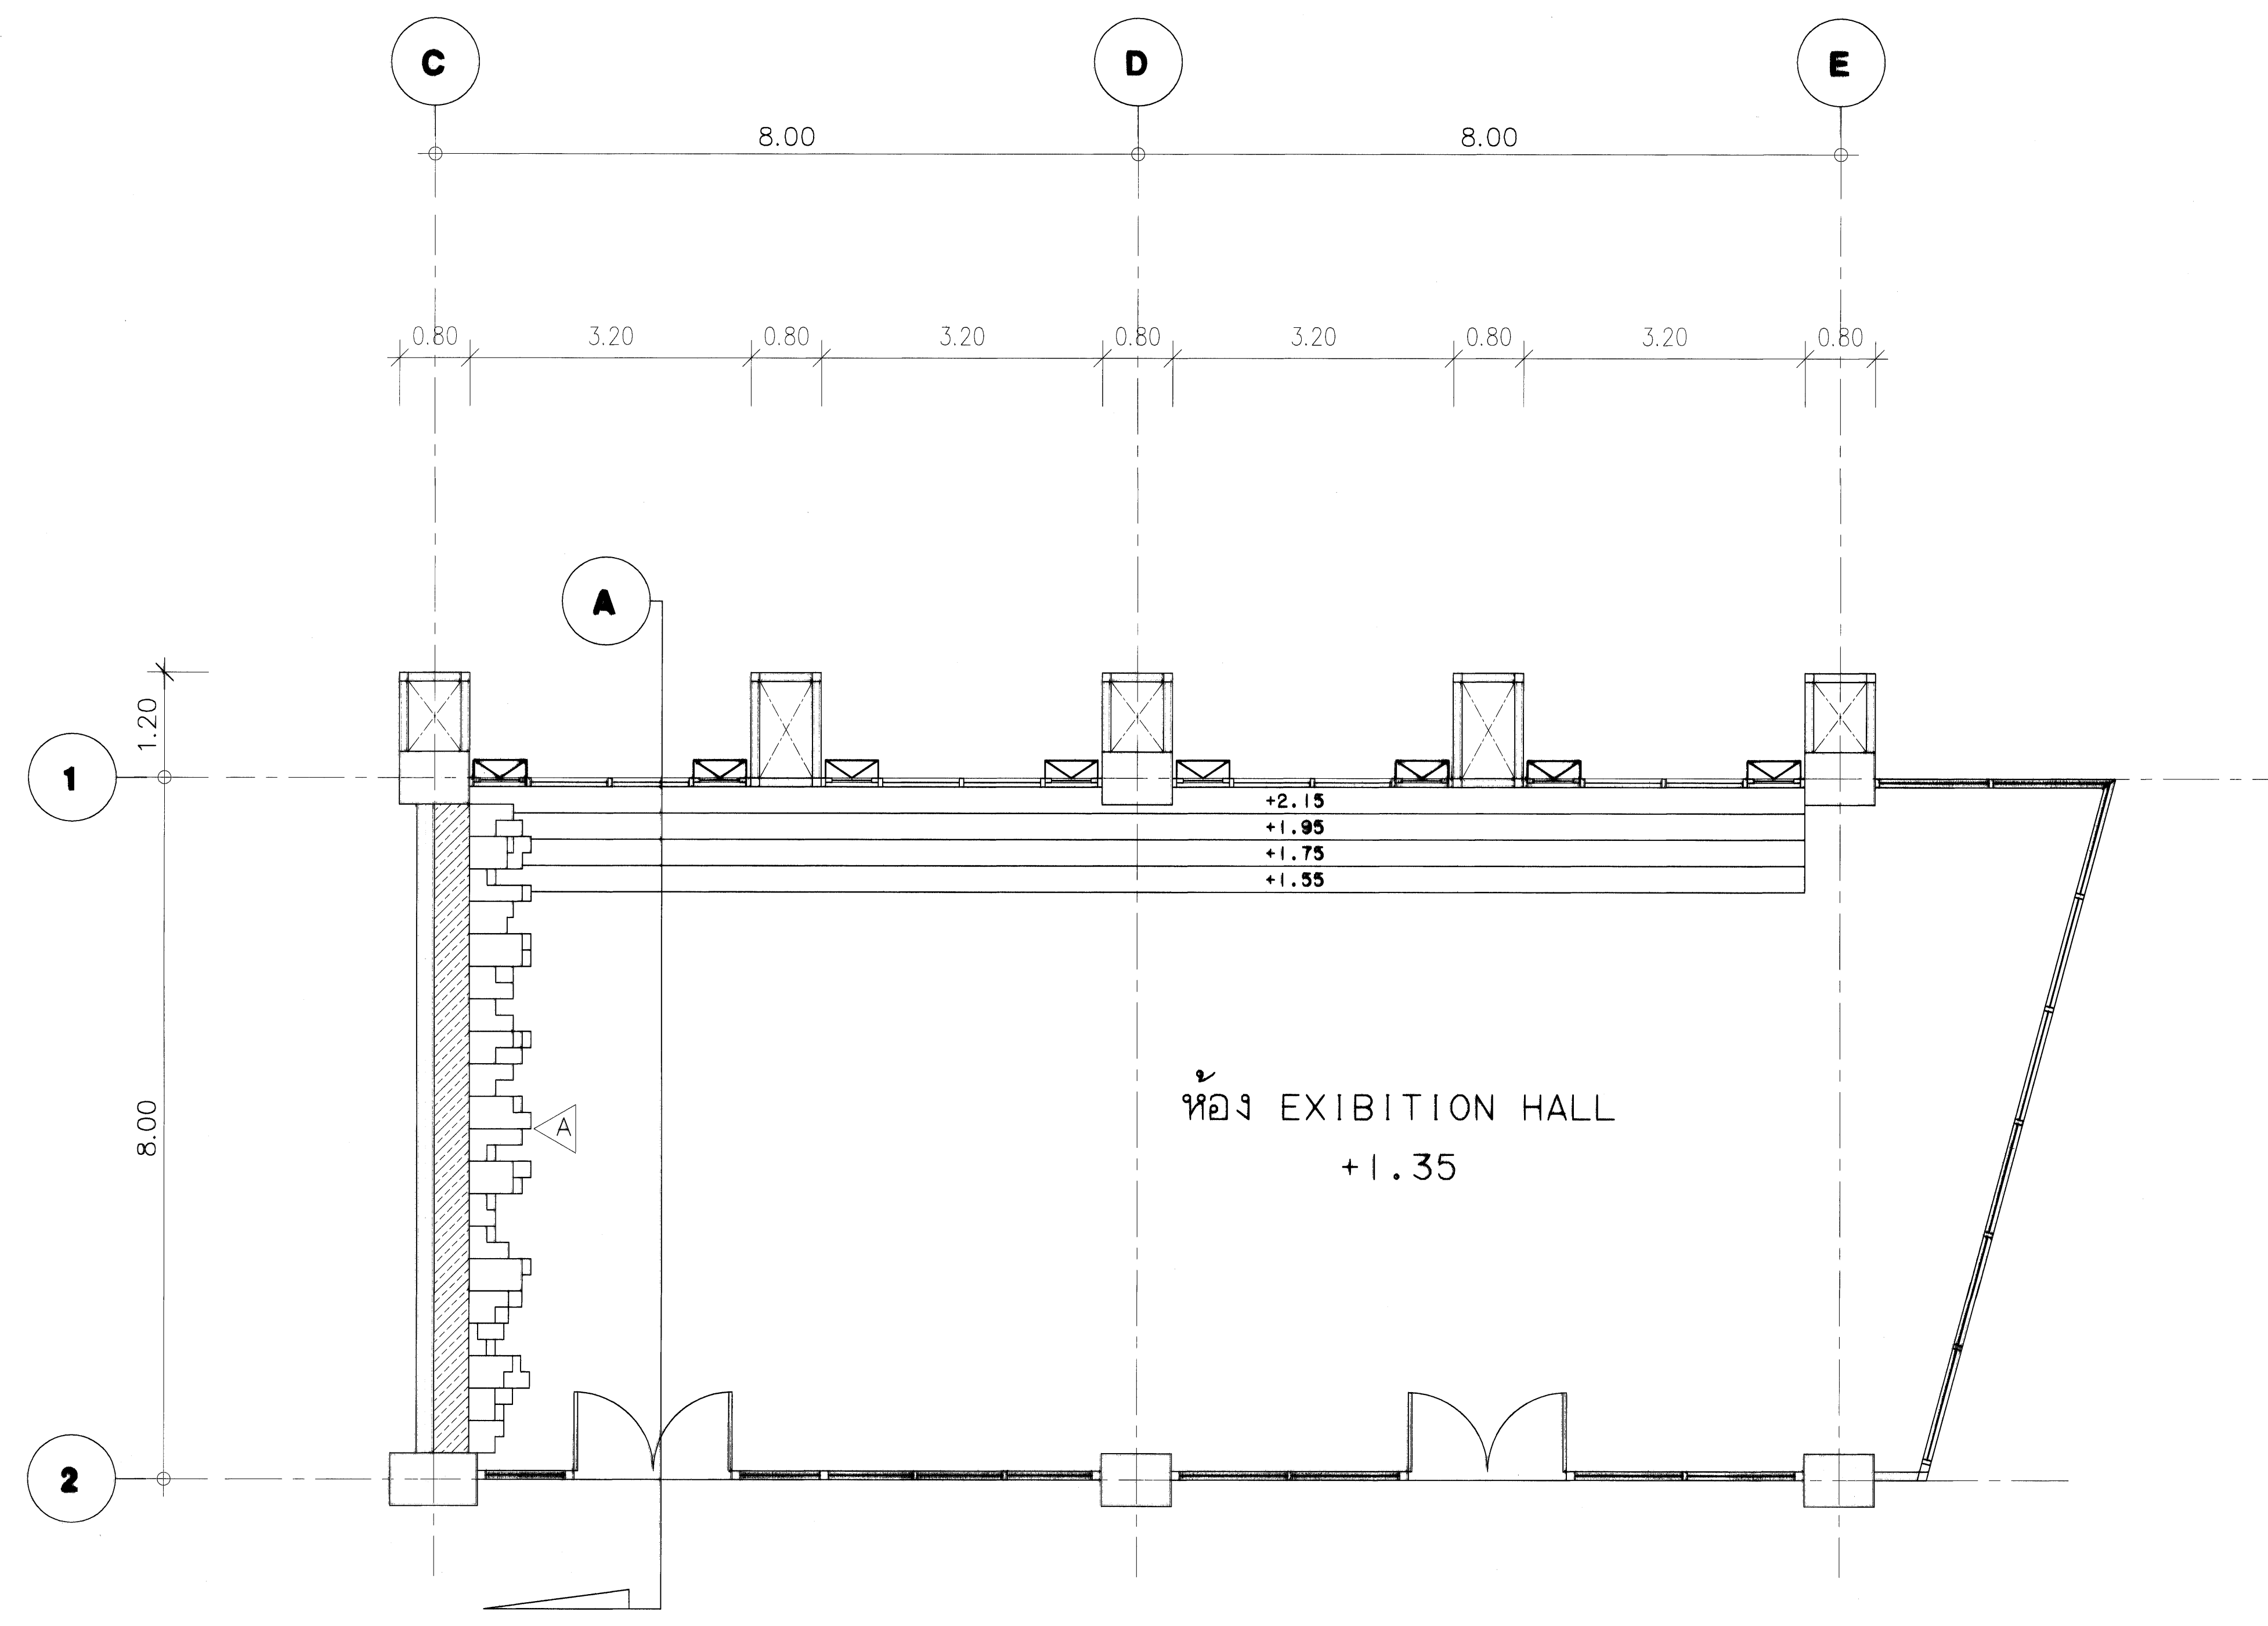 C D E
8.00 8.00
0.80 3.20 0.80 3.20 0.80 3.20 0.80 3.20 0.80
A
1.20
1
+2.15
+1.95
+1.75
+1.55
8.00
A
ห้อง EXIBITION HALL
+1.35
2